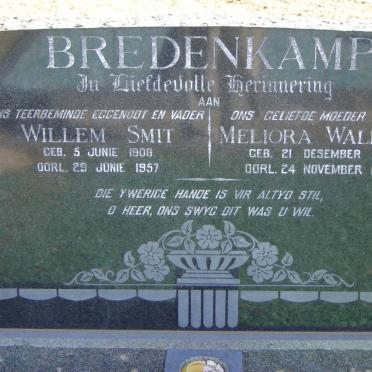 BREDENKAMP
In Liefdevolle Herinnering
AAN
TEERBEMINDE EGGENOOT EN VADER
WILLEM SMIT
GEB. 5 JUNIE 1908
OORL. 29 JUNIE 1957
ONS GELIEFDE MOEDER
MELIORA
GEB. 21 DESEMBER
OORL. 24 NOVEMBER
DIE YWERIGE HANDE IS VIR ALTYD STIL,
O HEER, ONS SWYG DIT WAS U WIL.